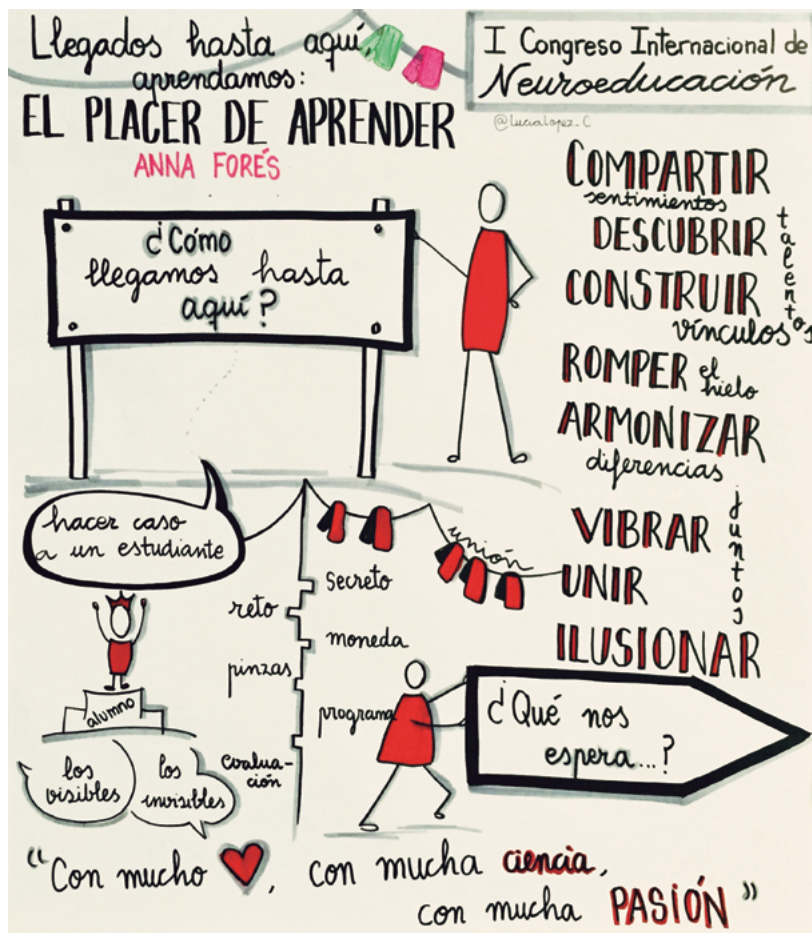 Llegados hasta aquí
aprendamos:
EL PLACER DE APRENDER
ANNA FORÉS
I Congreso Internacional de
Neuroeducación
@lucialopez_c
¿Cómo
llegamos hasta
aquí?
COMPARTIR
sentimientos
DESCUBRIR
talentos
CONSTRUIR
vínculos
ROMPER el
hielo
ARMONIZAR
diferencias
VIBRAR
juntos
UNIR
ILUSIONAR
hacer caso
a un estudiante
unión
secreto
reto
moneda
pinzas
programa
evalua-
ción
alumno
los
visibles
los
invisibles
¿Qué nos
espera...?
"Con mucho , con mucha ciencia,
con mucha PASIÓN"